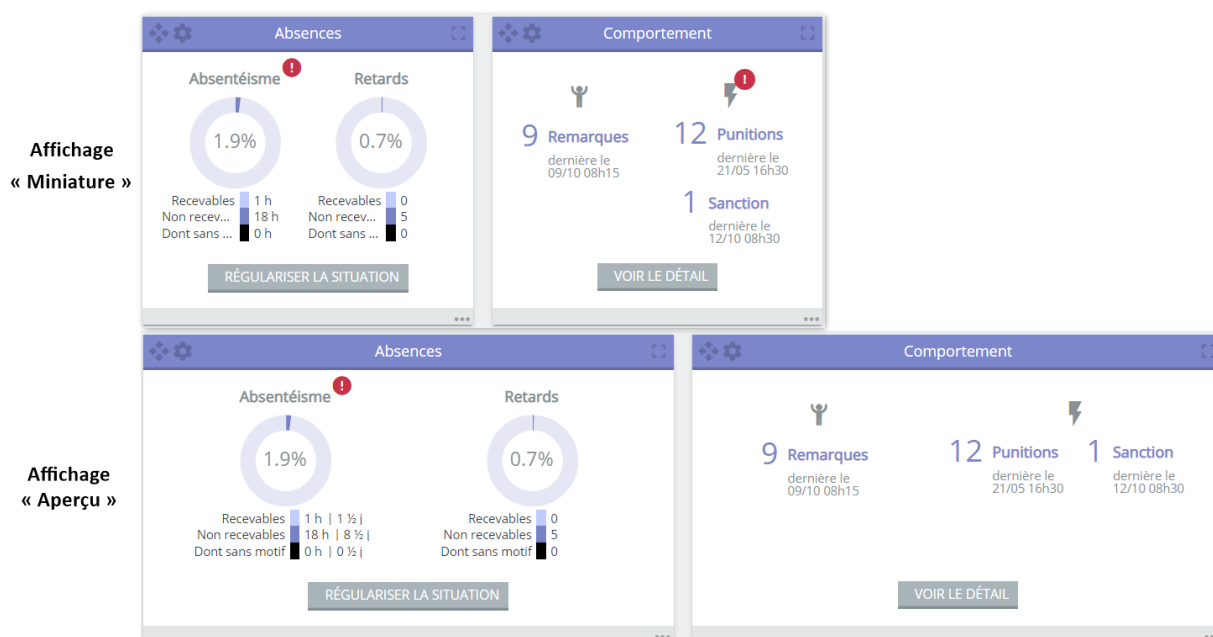 Absences
Comportement
Affichage
« Miniature »
Absentéisme !
Retards
1.9%
0.7%
Recevables 1 h
Non recev... 18 h
Dont sans ... 0 h
Recevables 0
Non recev... 5
Dont sans ... 0
RÉGULARISER LA SITUATION
!
9 Remarques
dernière le
09/10 08h15
12 Punitions
dernière le
21/05 16h30
1 Sanction
dernière le
12/10 08h30
VOIR LE DÉTAIL
Absences
Comportement
Affichage
« Aperçu »
Absentéisme !
Retards
1.9%
0.7%
Recevables 1 h | 1 ½ j
Non recevables 18 h | 8 ½ j
Dont sans motif 0 h | 0 ½ j
Recevables 0
Non recevables 5
Dont sans motif 0
RÉGULARISER LA SITUATION
9 Remarques
dernière le
09/10 08h15
12 Punitions
dernière le
21/05 16h30
1 Sanction
dernière le
12/10 08h30
VOIR LE DÉTAIL